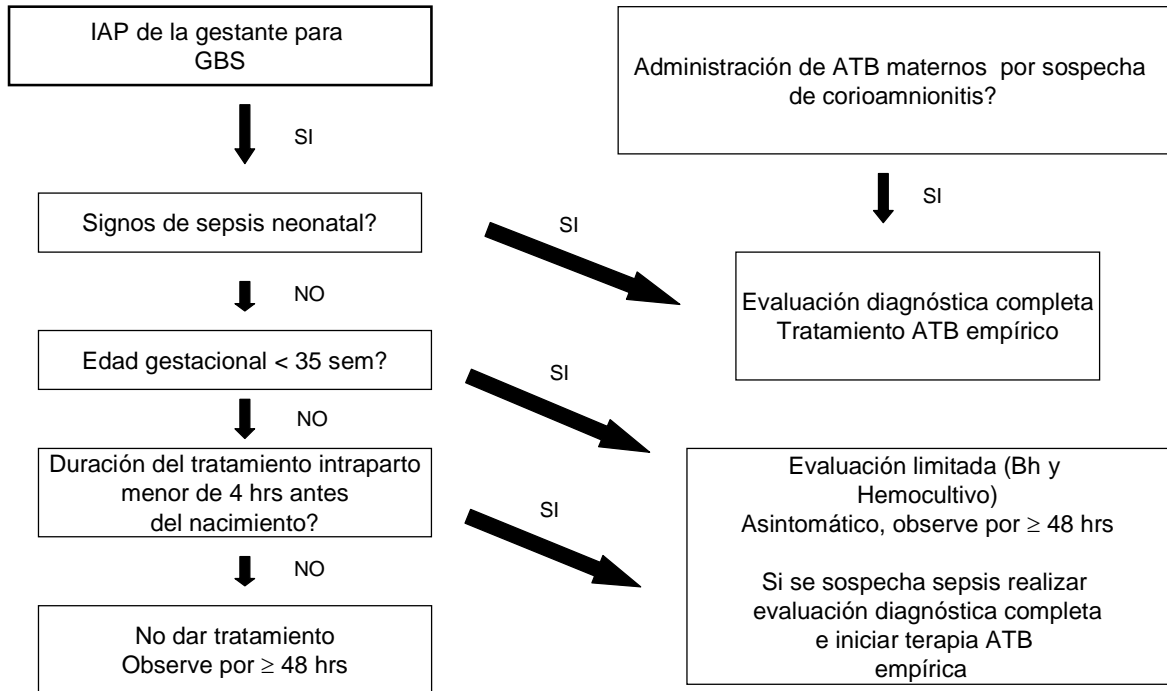 IAP de la gestante para
GBS
Administración de ATB maternos por sospecha
de corioamnionitis?
SI
SI
Signos de sepsis neonatal?
SI
NO
Evaluación diagnóstica completa
Tratamiento ATB empírico
Edad gestacional < 35 sem?
SI
NO
Duración del tratamiento intraparto
menor de 4 hrs antes
del nacimiento?
SI
NO
Evaluación limitada (Bh y
Hemocultivo)
Asintomático, observe por ≥ 48 hrs
Si se sospecha sepsis realizar
evaluación diagnóstica completa
e iniciar terapia ATB
empírica
No dar tratamiento
Observe por ≥ 48 hrs